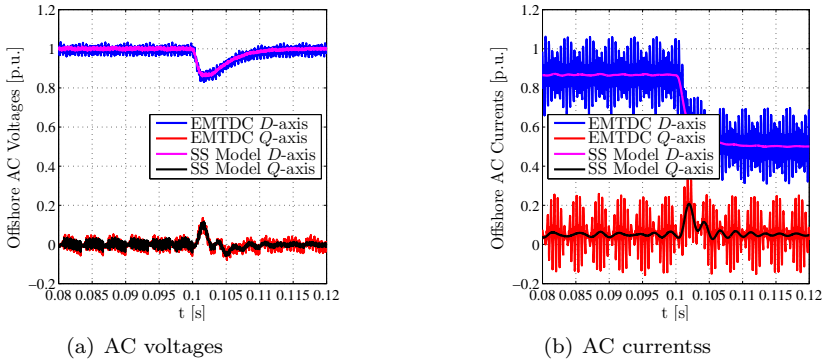 Offshore AC Voltages [p.u.]
1.2
1
0.8
0.6
0.4
0.2
0
−0.2
EMTDC D-axis
EMTDC Q-axis
SS Model D-axis
SS Model Q-axis
0.08 0.085 0.09 0.095 0.1 0.105 0.11 0.115 0.12
t [s]
(a) AC voltages
Offshore AC Currents [p.u.]
1.2
1
0.8
0.6
0.4
0.2
0
−0.2
EMTDC D-axis
EMTDC Q-axis
SS Model D-axis
SS Model Q-axis
0.08 0.085 0.09 0.095 0.1 0.105 0.11 0.115 0.12
t [s]
(b) AC currentss